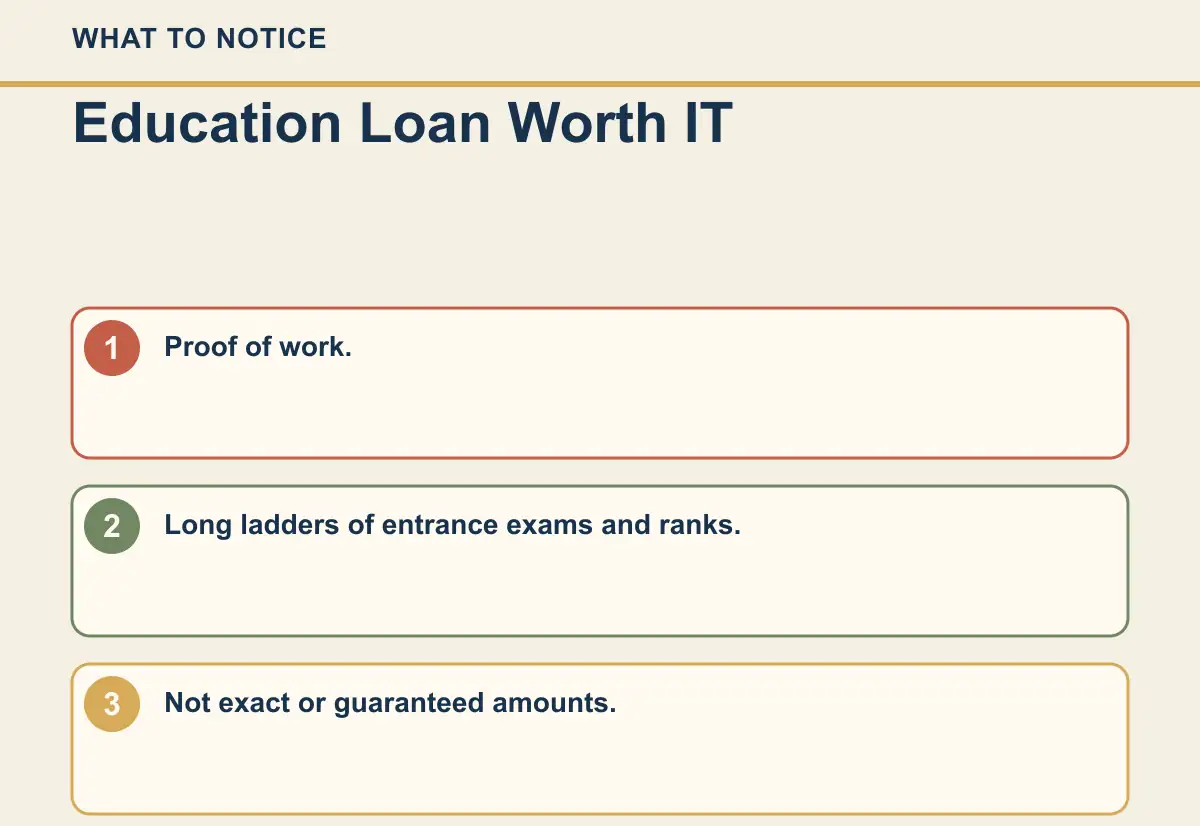 WHAT TO NOTICE
Education Loan Worth IT
1 Proof of work.
2 Long ladders of entrance exams and ranks.
3 Not exact or guaranteed amounts.